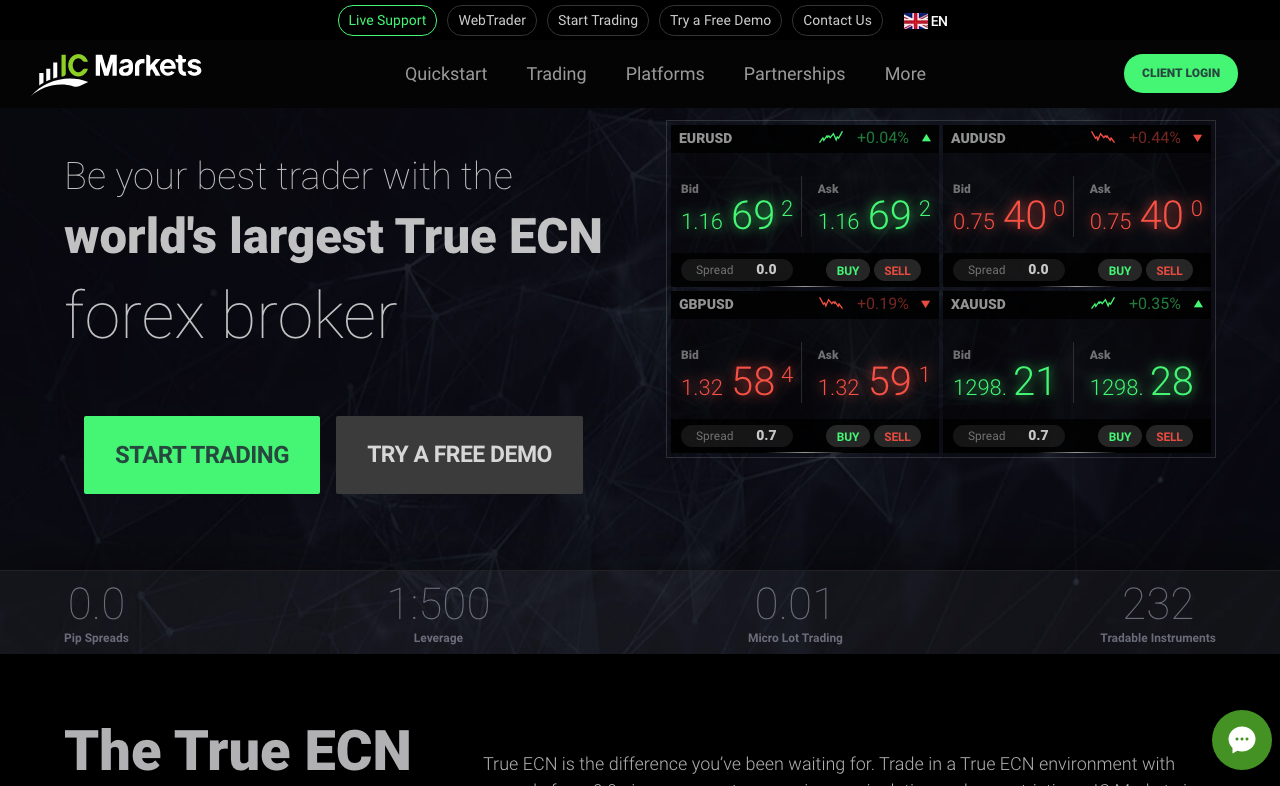 Live Support WebTrader Start Trading Try a Free Demo Contact Us EN
IC Markets Quickstart Trading Platforms Partnerships More CLIENT LOGIN
Be your best trader with the
world's largest True ECN
forex broker
START TRADING TRY A FREE DEMO
EURUSD +0.04%
Bid Ask
1.16 69 2 1.16 69 2
Spread 0.0 BUY SELL
AUDUSD +0.44%
Bid Ask
0.75 40 0 0.75 40 0
Spread 0.0 BUY SELL
GBPUSD +0.19%
Bid Ask
1.32 58 4 1.32 59 1
Spread 0.7 BUY SELL
XAUUSD +0.35%
Bid Ask
1298. 21 1298. 28
Spread 0.7 BUY SELL
0.0 1:500 0.01 232
Pip Spreads Leverage Micro Lot Trading Tradable Instruments
The True ECN
True ECN is the difference you’ve been waiting for. Trade in a True ECN environment with